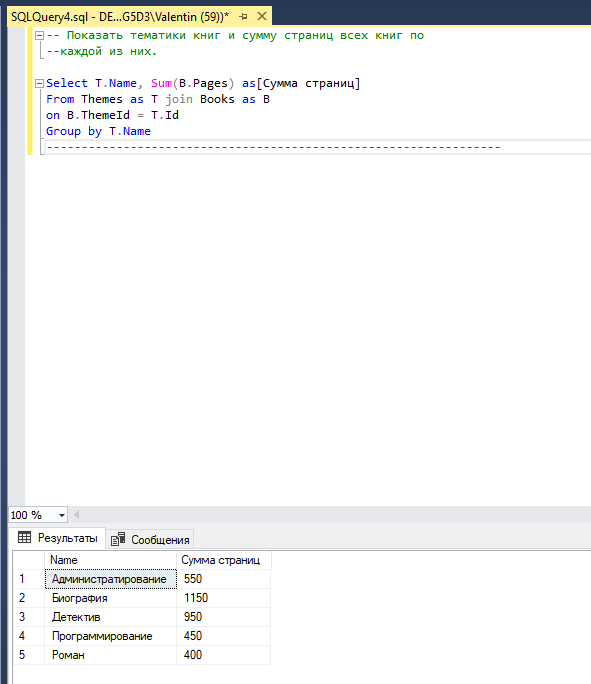 SQLQuery4.sql - DE...G5D3\Valentin (59))*
-- Показать тематики книг и сумму страниц всех книг по
--каждой из них.
Select T.Name, Sum(B.Pages) as[Сумма страниц]
From Themes as T join Books as B
on B.ThemeId = T.Id
Group by T.Name
-----------------------------------------------------------------
100 %
Результаты Сообщения
Name Сумма страниц
1 Администратирование 550
2 Биография 1150
3 Детектив 950
4 Программирование 450
5 Роман 400